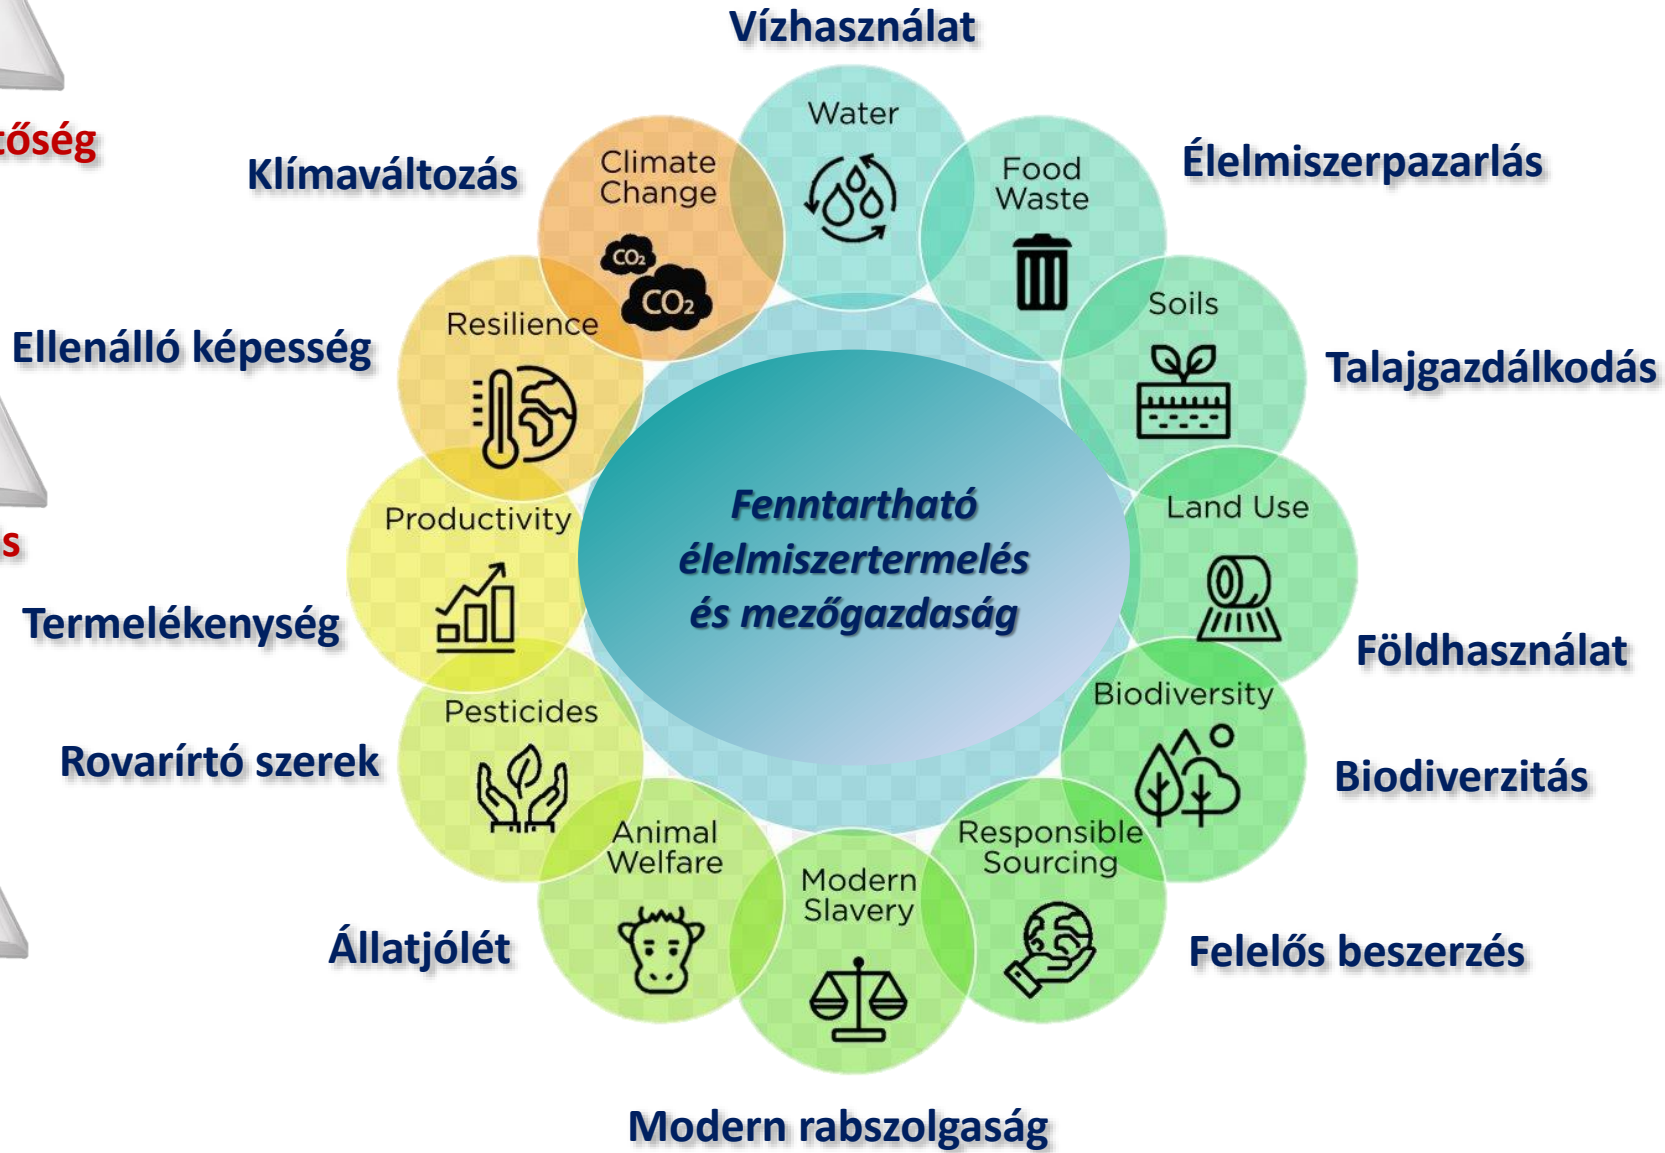 Vízhasználat
Water
tőség
Klímaváltozás
Climate
Change
CO₂
CO₂
Food
Waste
Élelmiszerpazarlás
Soils
Talajgazdálkodás
Resilience
Ellenálló képesség
Land Use
Földhasználat
Productivity
s
Termelékenység
Fenntartható
élelmiszertermelés
és mezőgazdaság
Biodiversity
Biodiverzitás
Pesticides
Rovarírtó szerek
Responsible
Sourcing
Felelős beszerzés
Animal
Welfare
Állatjólét
Modern
Slavery
Modern rabszolgaság